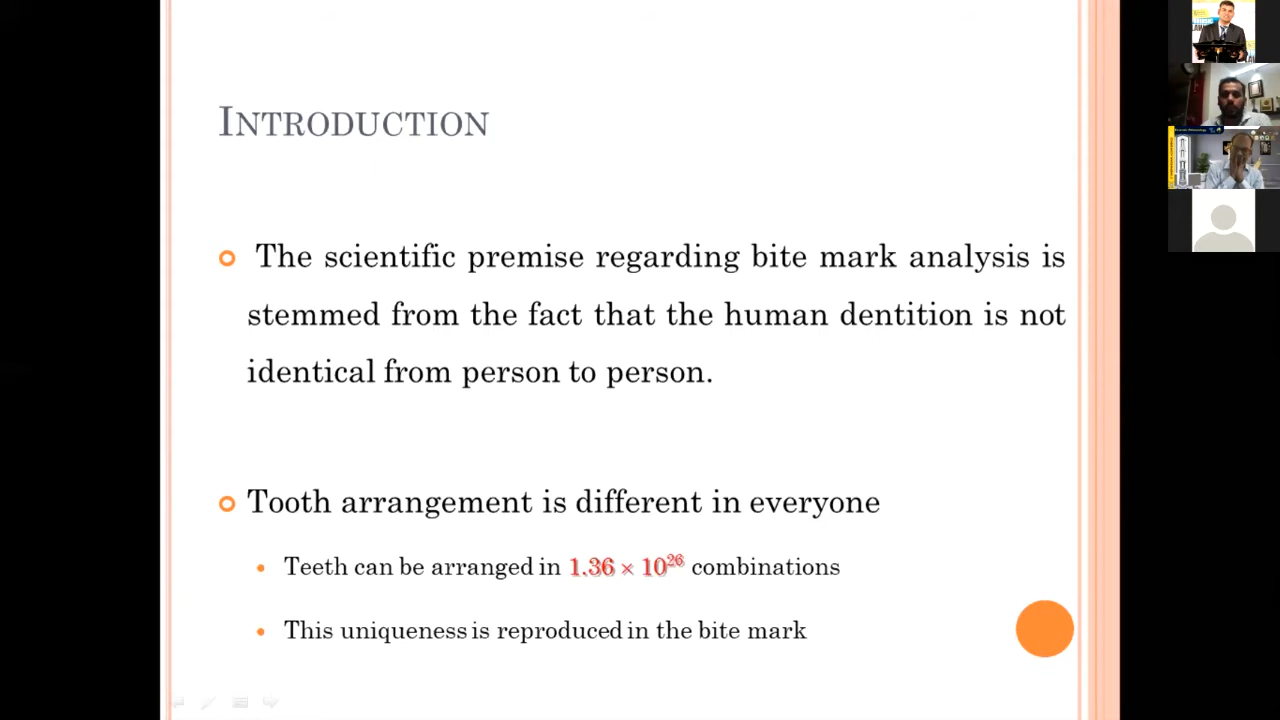 INTRODUCTION
The scientific premise regarding bite mark analysis is
stemmed from the fact that the human dentition is not
identical from person to person.
Tooth arrangement is different in everyone
Teeth can be arranged in 1.36 × 10²⁶ combinations
This uniqueness is reproduced in the bite mark